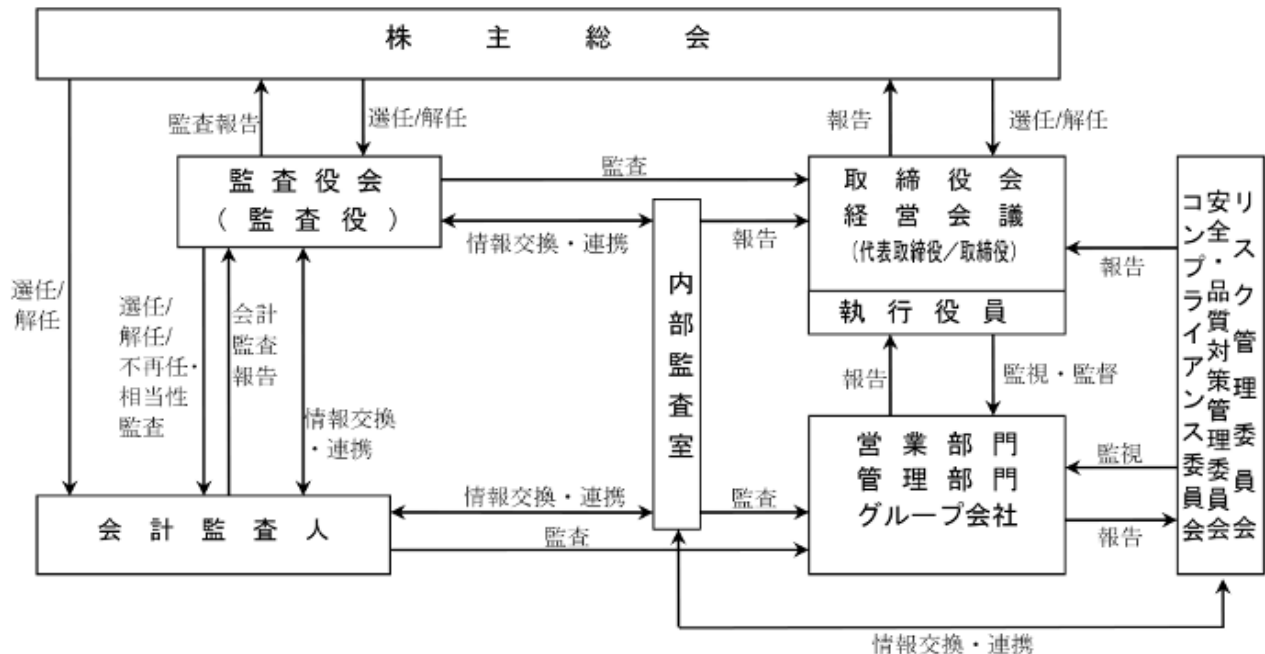 株主総会
監査報告
選任/解任
報告
選任/解任
監査役会
(監査役)
監査
取締役会
経営会議
(代表取締役/取締役)
執行役員
情報交換・連携
報告
内部監査室
報告
リスク管理委員会
安全・品質対策管理委員会
コンプライアンス委員会
選任/
解任
選任/
解任/
不再任・
相当性
監査
会計
監査
報告
情報交換
・連携
報告
監視・監督
営業部門
管理部門
グループ会社
監視
報告
会計監査人
情報交換・連携
監査
監査
情報交換・連携